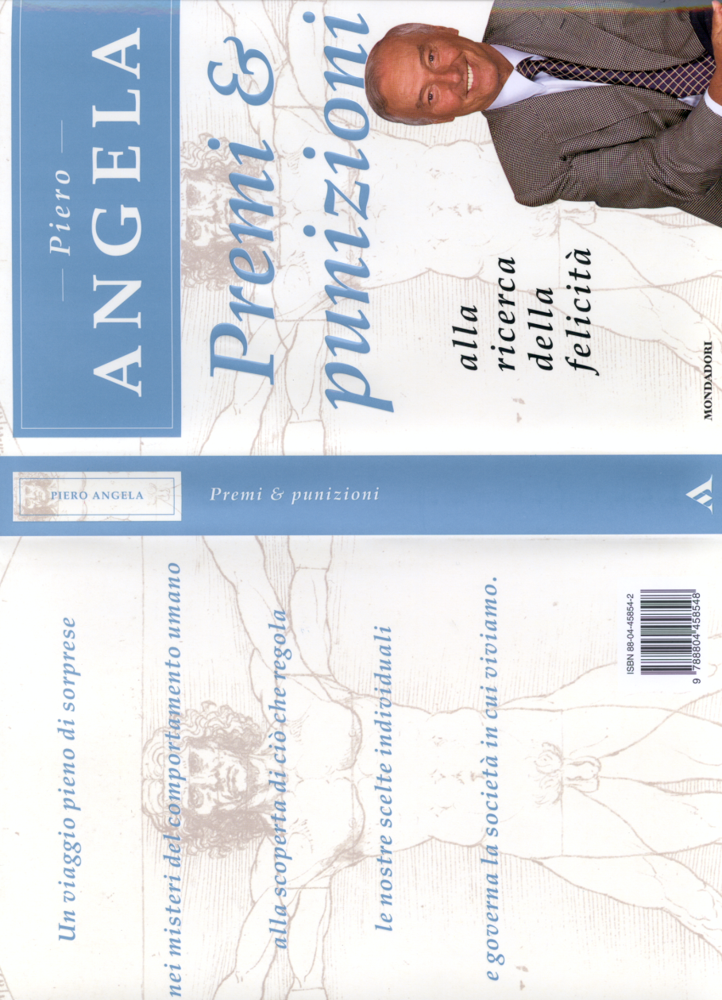 Piero
ANGELA
Premi &
punizioni
alla
ricerca
della
felicità
MONDADORI
PIERO ANGELA
Premi & punizioni
Un viaggio pieno di sorprese
nei misteri del comportamento umano
alla scoperta di ciò che regola
le nostre scelte individuali
e governa la società in cui viviamo.
ISBN 88-04-45854-2
9 788804 458548